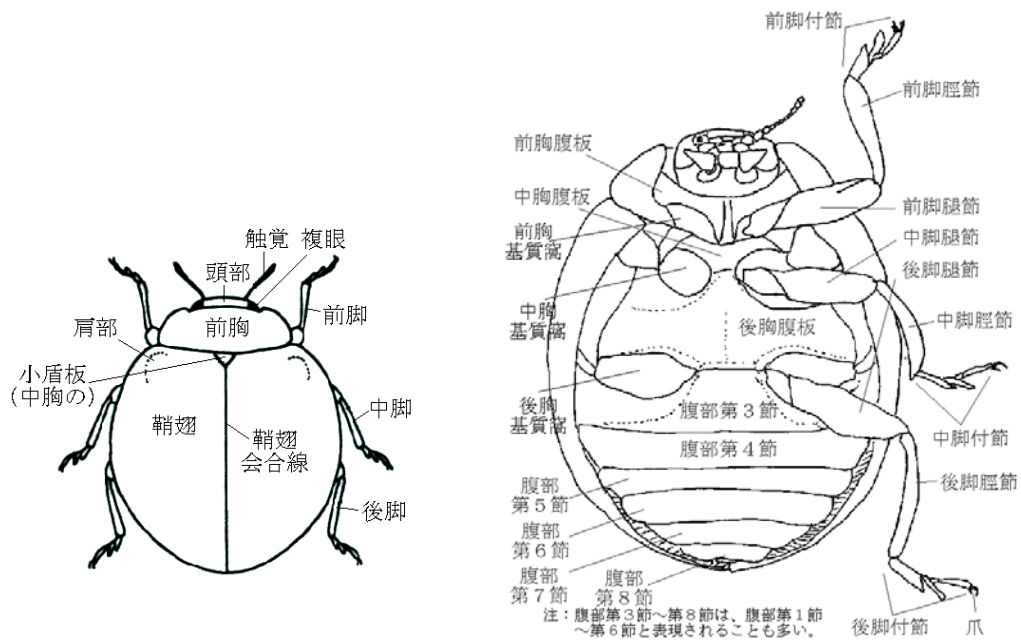 触覚
複眼
頭部
前胸
前脚
肩部
小盾板
(中胸の)
鞘翅
鞘翅
会合線
中脚
後脚
前脚付節
前脚脛節
前胸腹板
中胸腹板
前胸
基質窩
前脚腿節
中脚腿節
後脚腿節
中胸
基質窩
後胸腹板
中脚脛節
後胸
基質窩
腹部第3節
中脚付節
腹部第4節
後脚脛節
腹部
第5節
腹部
第6節
腹部
第7節
腹部
第8節
後脚付節
爪
注:腹部第3節~第8節は、腹部第1節
~第6節と表現されることも多い。